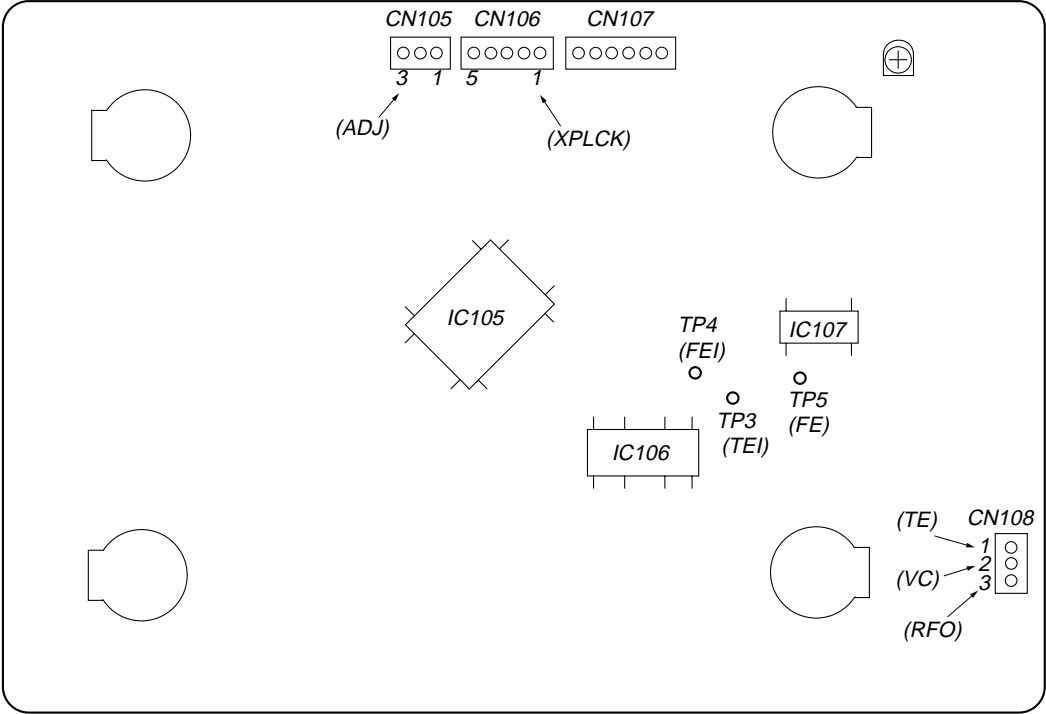 CN105 CN106 CN107
3 1 5 1
(ADJ)
(XPLCK)
IC105
TP4
(FEI)
IC107
TP3
(TEI)
TP5
(FE)
IC106
(TE) CN108
1
2
(VC)
3
(RFO)